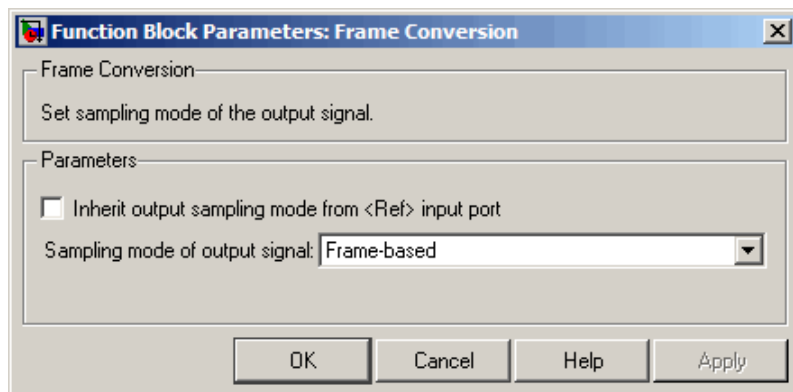 Function Block Parameters: Frame Conversion
Frame Conversion
Set sampling mode of the output signal.
Parameters
Inherit output sampling mode from <Ref> input port
Sampling mode of output signal: Frame-based
OK Cancel Help Apply